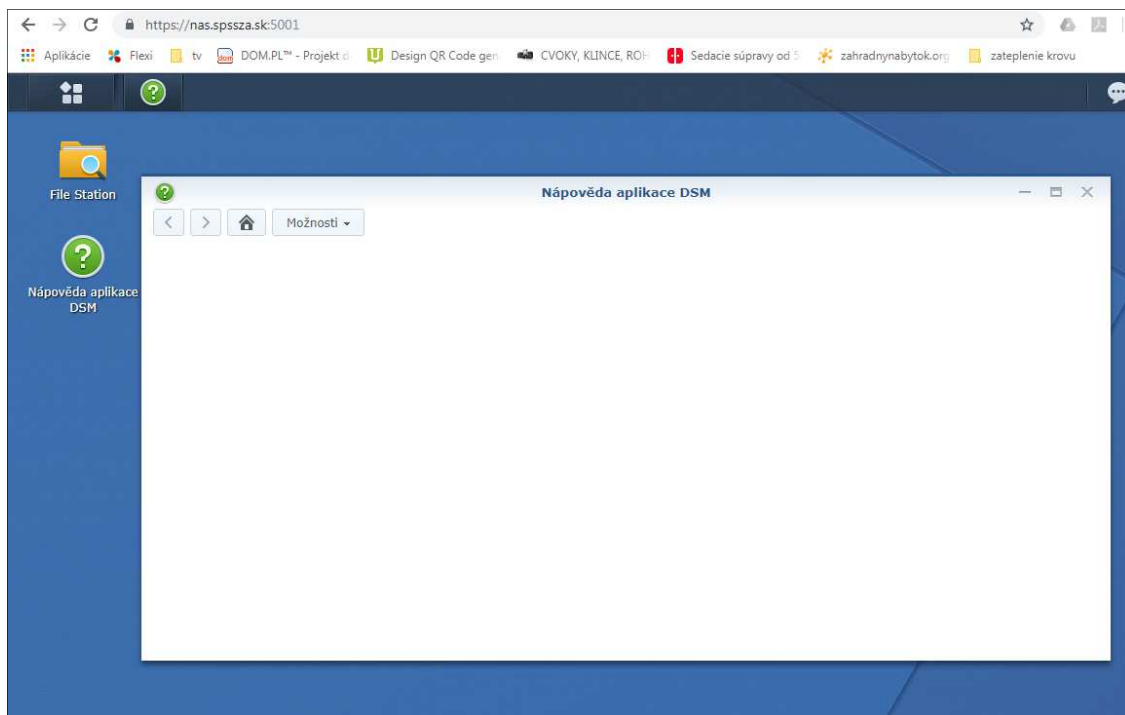 https://nas.spssza.sk:5001
Aplikácie Flexi tv DOM.PL™ - Projekt d Design QR Code gen CVOKY, KLINCE, ROH Sedacie súpravy od 5 zahradnynabytok.org zateplenie krovu
File Station
Nápověda aplikace DSM
Možnosti
Nápověda aplikace
DSM